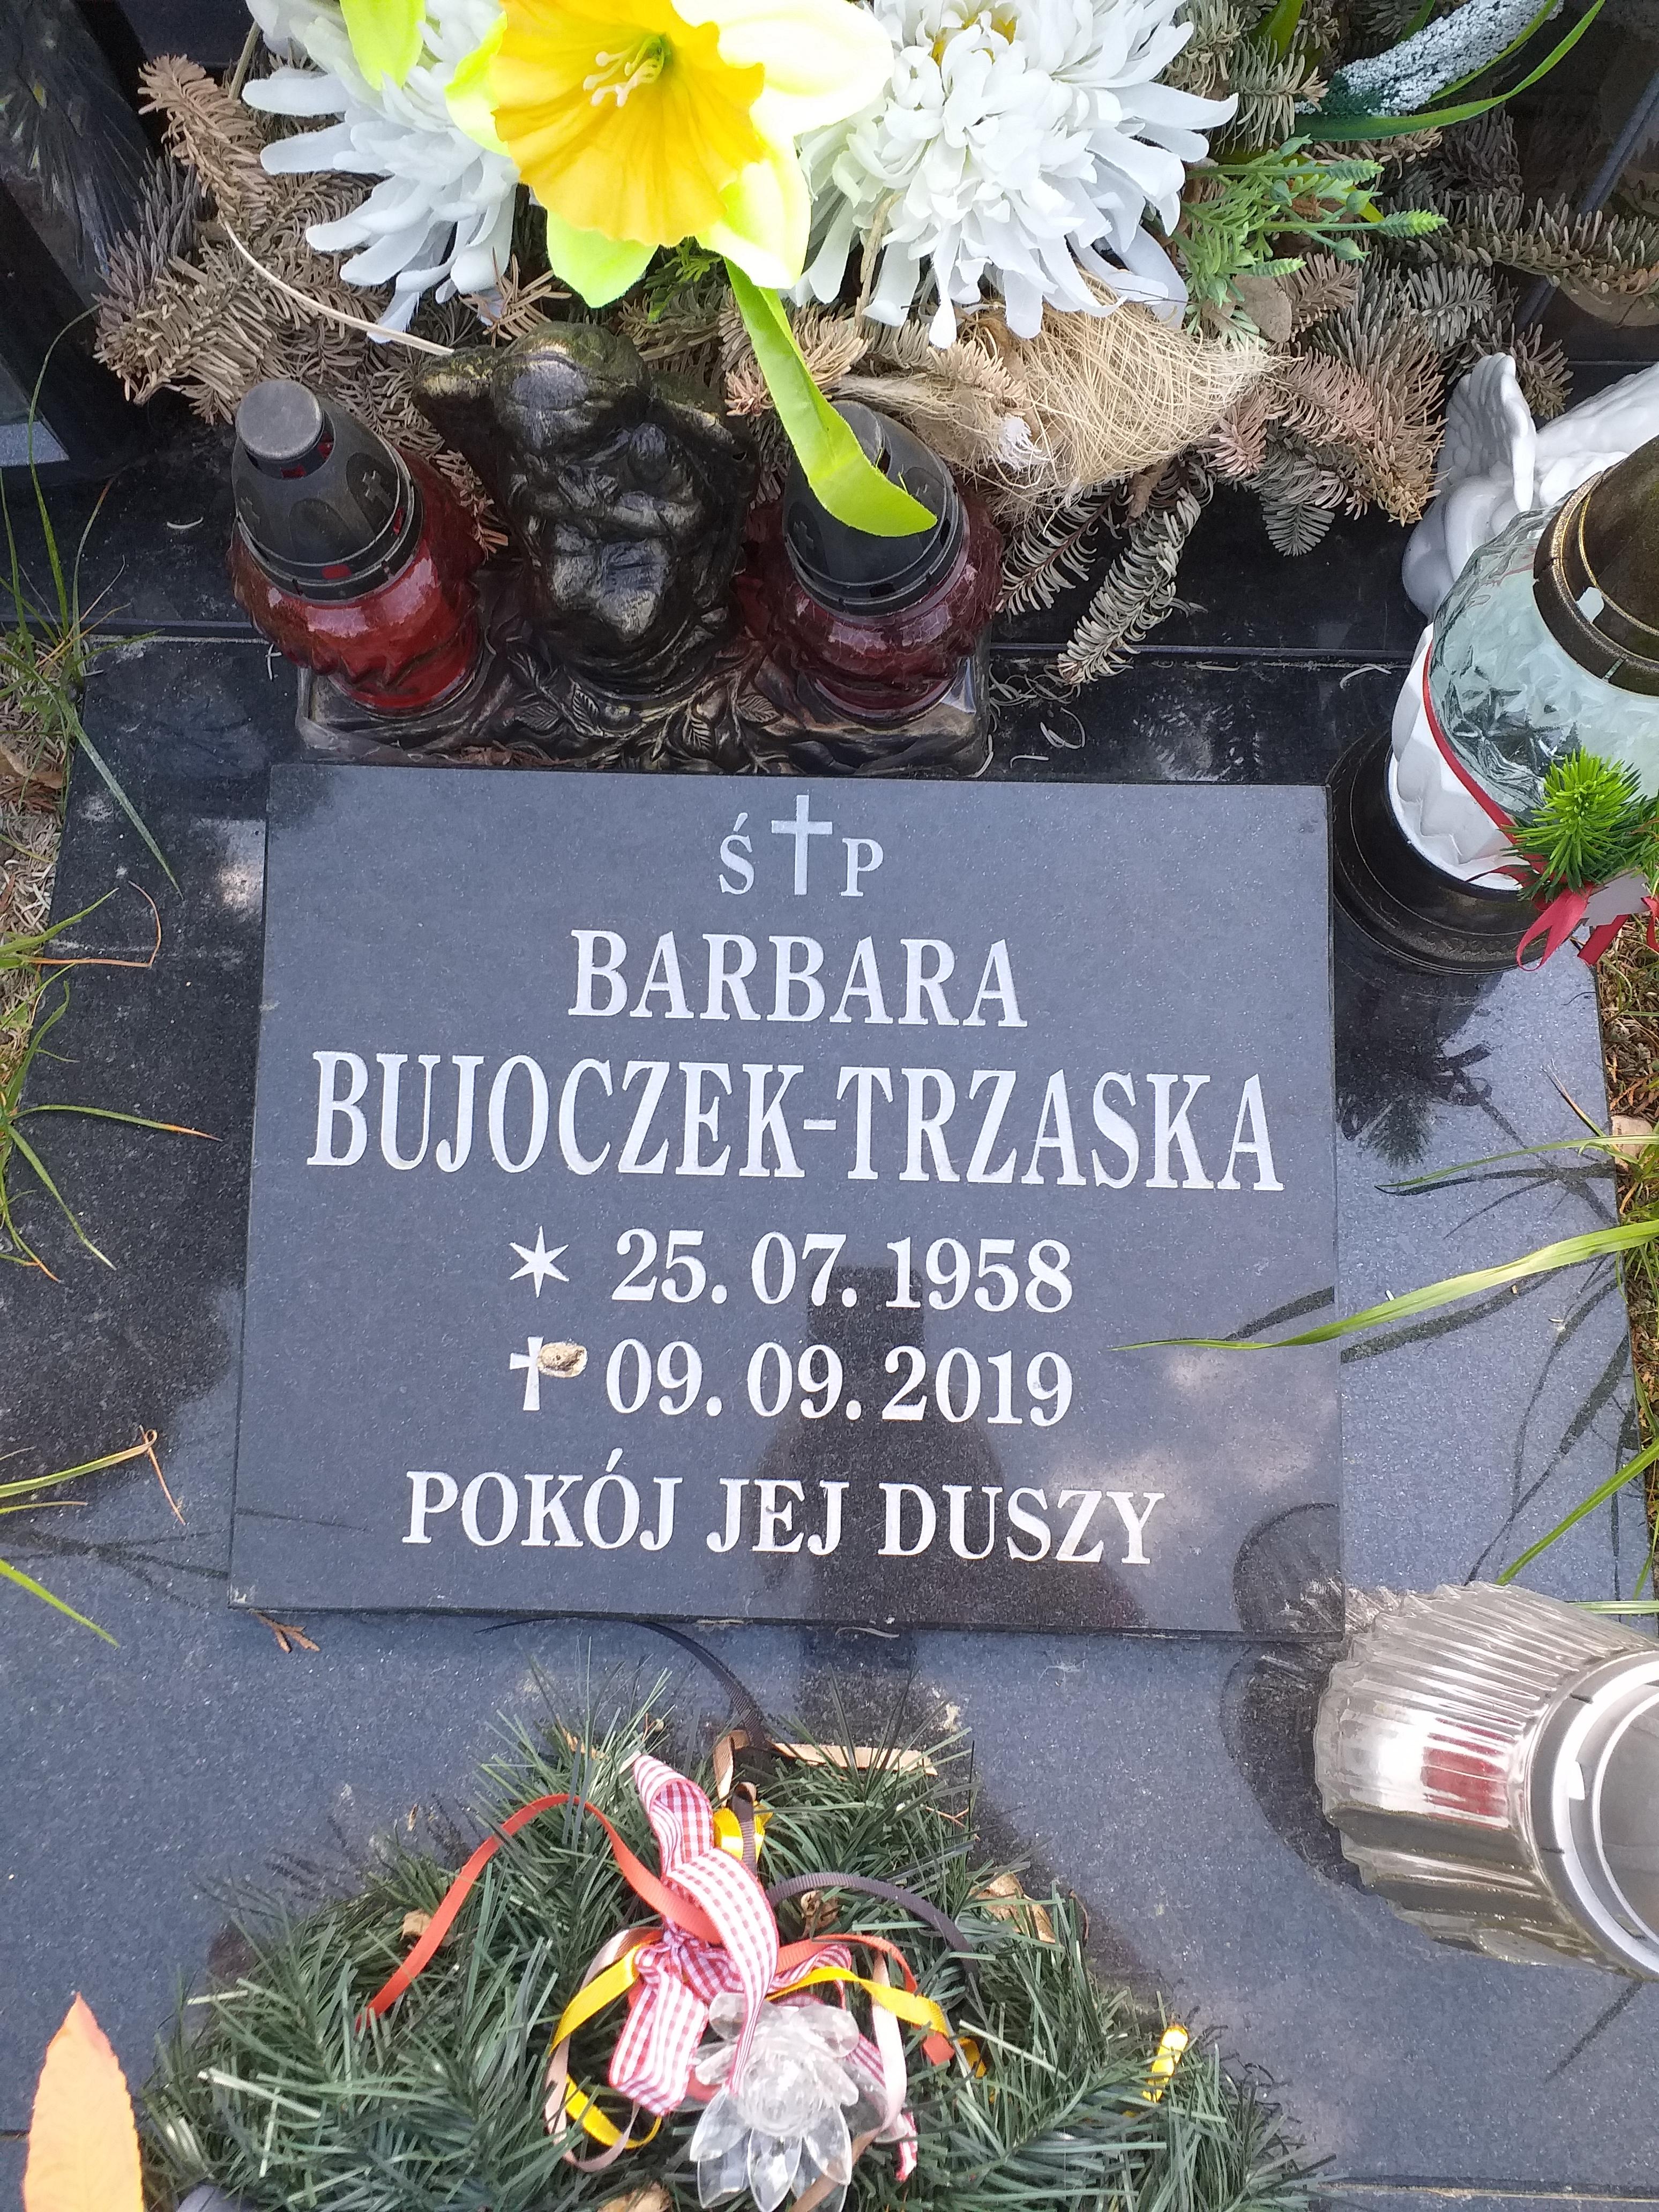 Ś✝P
BARBARA
BUJOCZEK-TRZASKA
✶ 25.07.1958
✝ 09.09.2019
POKÓJ JEJ DUSZY